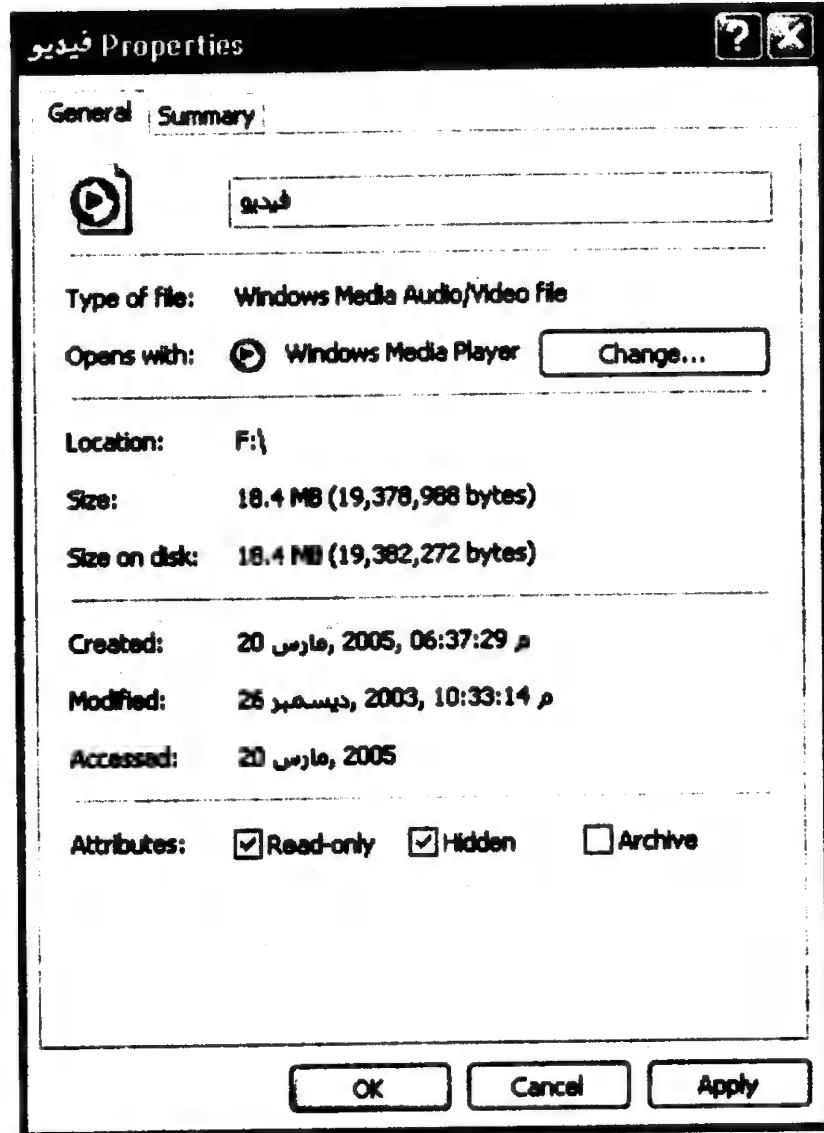 فيديو Properties
General Summary
فيديو
Type of file: Windows Media Audio/Video file
Opens with: Windows Media Player Change...
Location: F:\
Size: 18.4 MB (19,378,988 bytes)
Size on disk: 18.4 MB (19,382,272 bytes)
Created: 20 مارس, 2005, 06:37:29 م
Modified: 26 ديسمبر, 2003, 10:33:14 م
Accessed: 20 مارس, 2005
Attributes: Read-only Hidden Archive
OK Cancel Apply